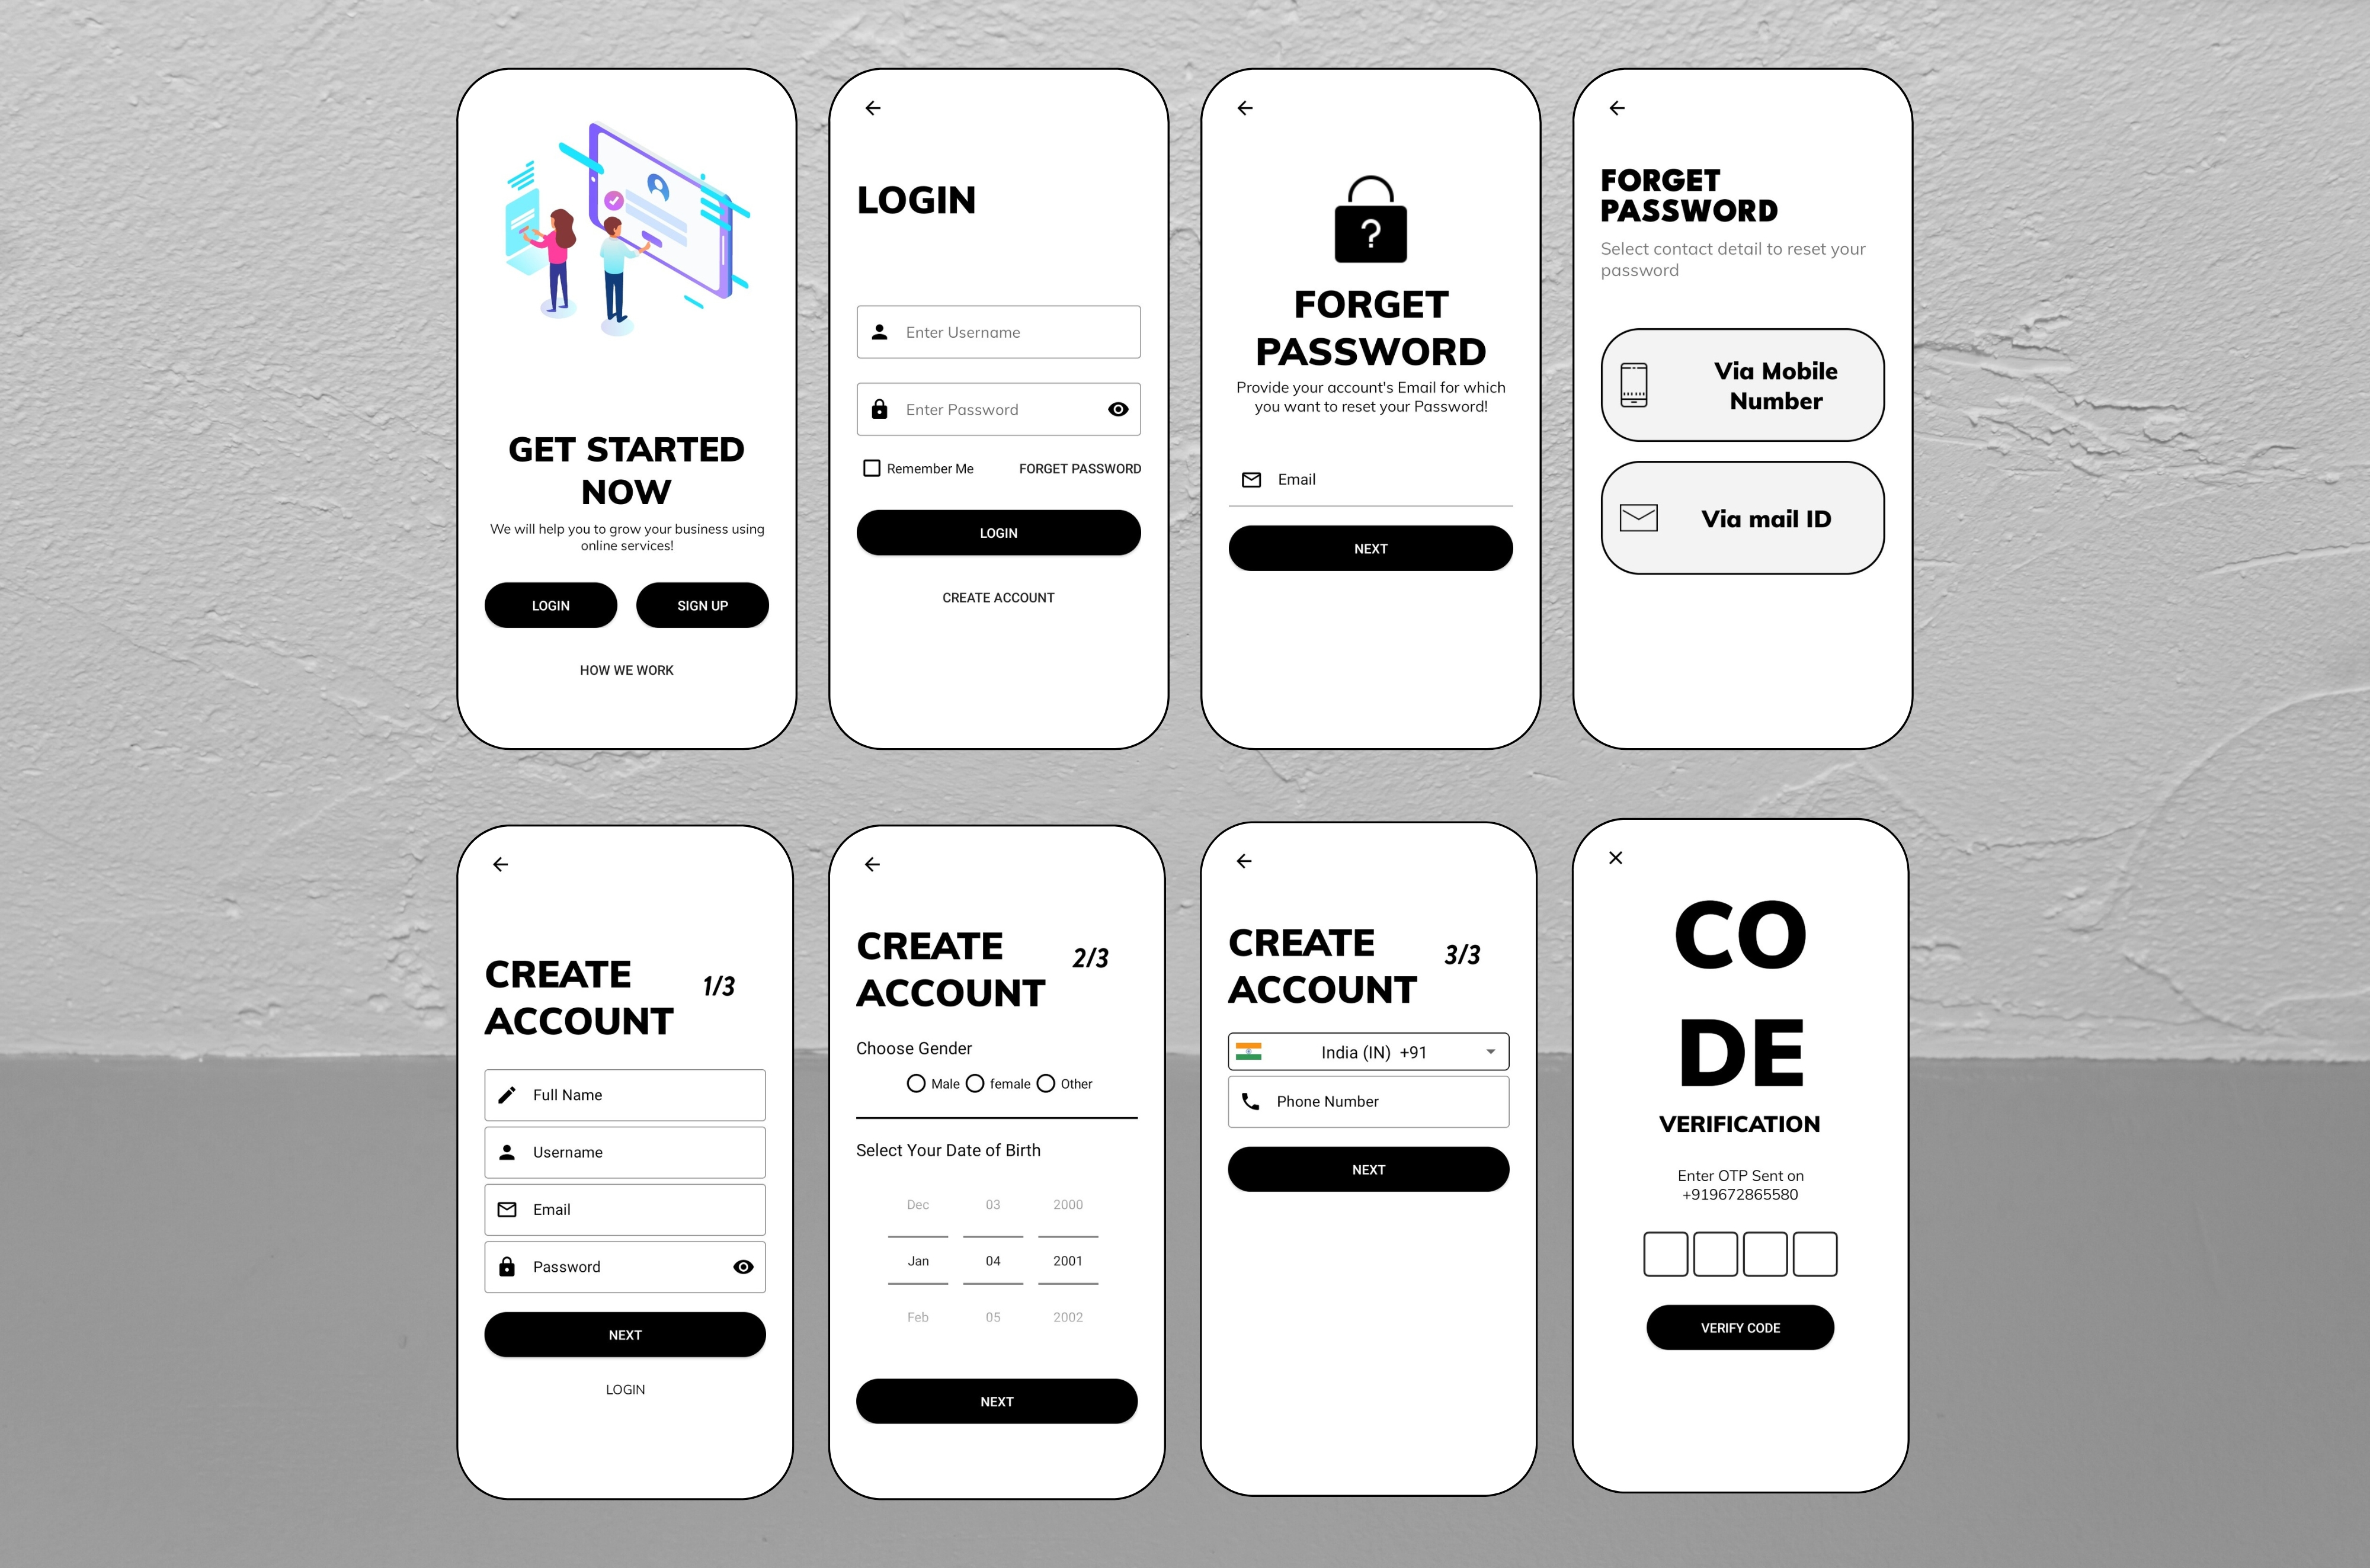 GET STARTED
NOW
We will help you to grow your business using
online services!
LOGIN
SIGN UP
HOW WE WORK
LOGIN
Enter Username
Enter Password
Remember Me
FORGET PASSWORD
LOGIN
CREATE ACCOUNT
?
FORGET
PASSWORD
Provide your account's Email for which
you want to reset your Password!
Email
NEXT
FORGET
PASSWORD
Select contact detail to reset your
password
Via Mobile
Number
Via mail ID
CREATE
ACCOUNT
1/3
Full Name
Username
Email
Password
NEXT
LOGIN
CREATE
ACCOUNT
2/3
Choose Gender
Male
female
Other
Select Your Date of Birth
Dec 03 2000
Jan 04 2001
Feb 05 2002
NEXT
CREATE
ACCOUNT
3/3
India (IN) +91
Phone Number
NEXT
CO
DE
VERIFICATION
Enter OTP Sent on
+919672865580
VERIFY CODE